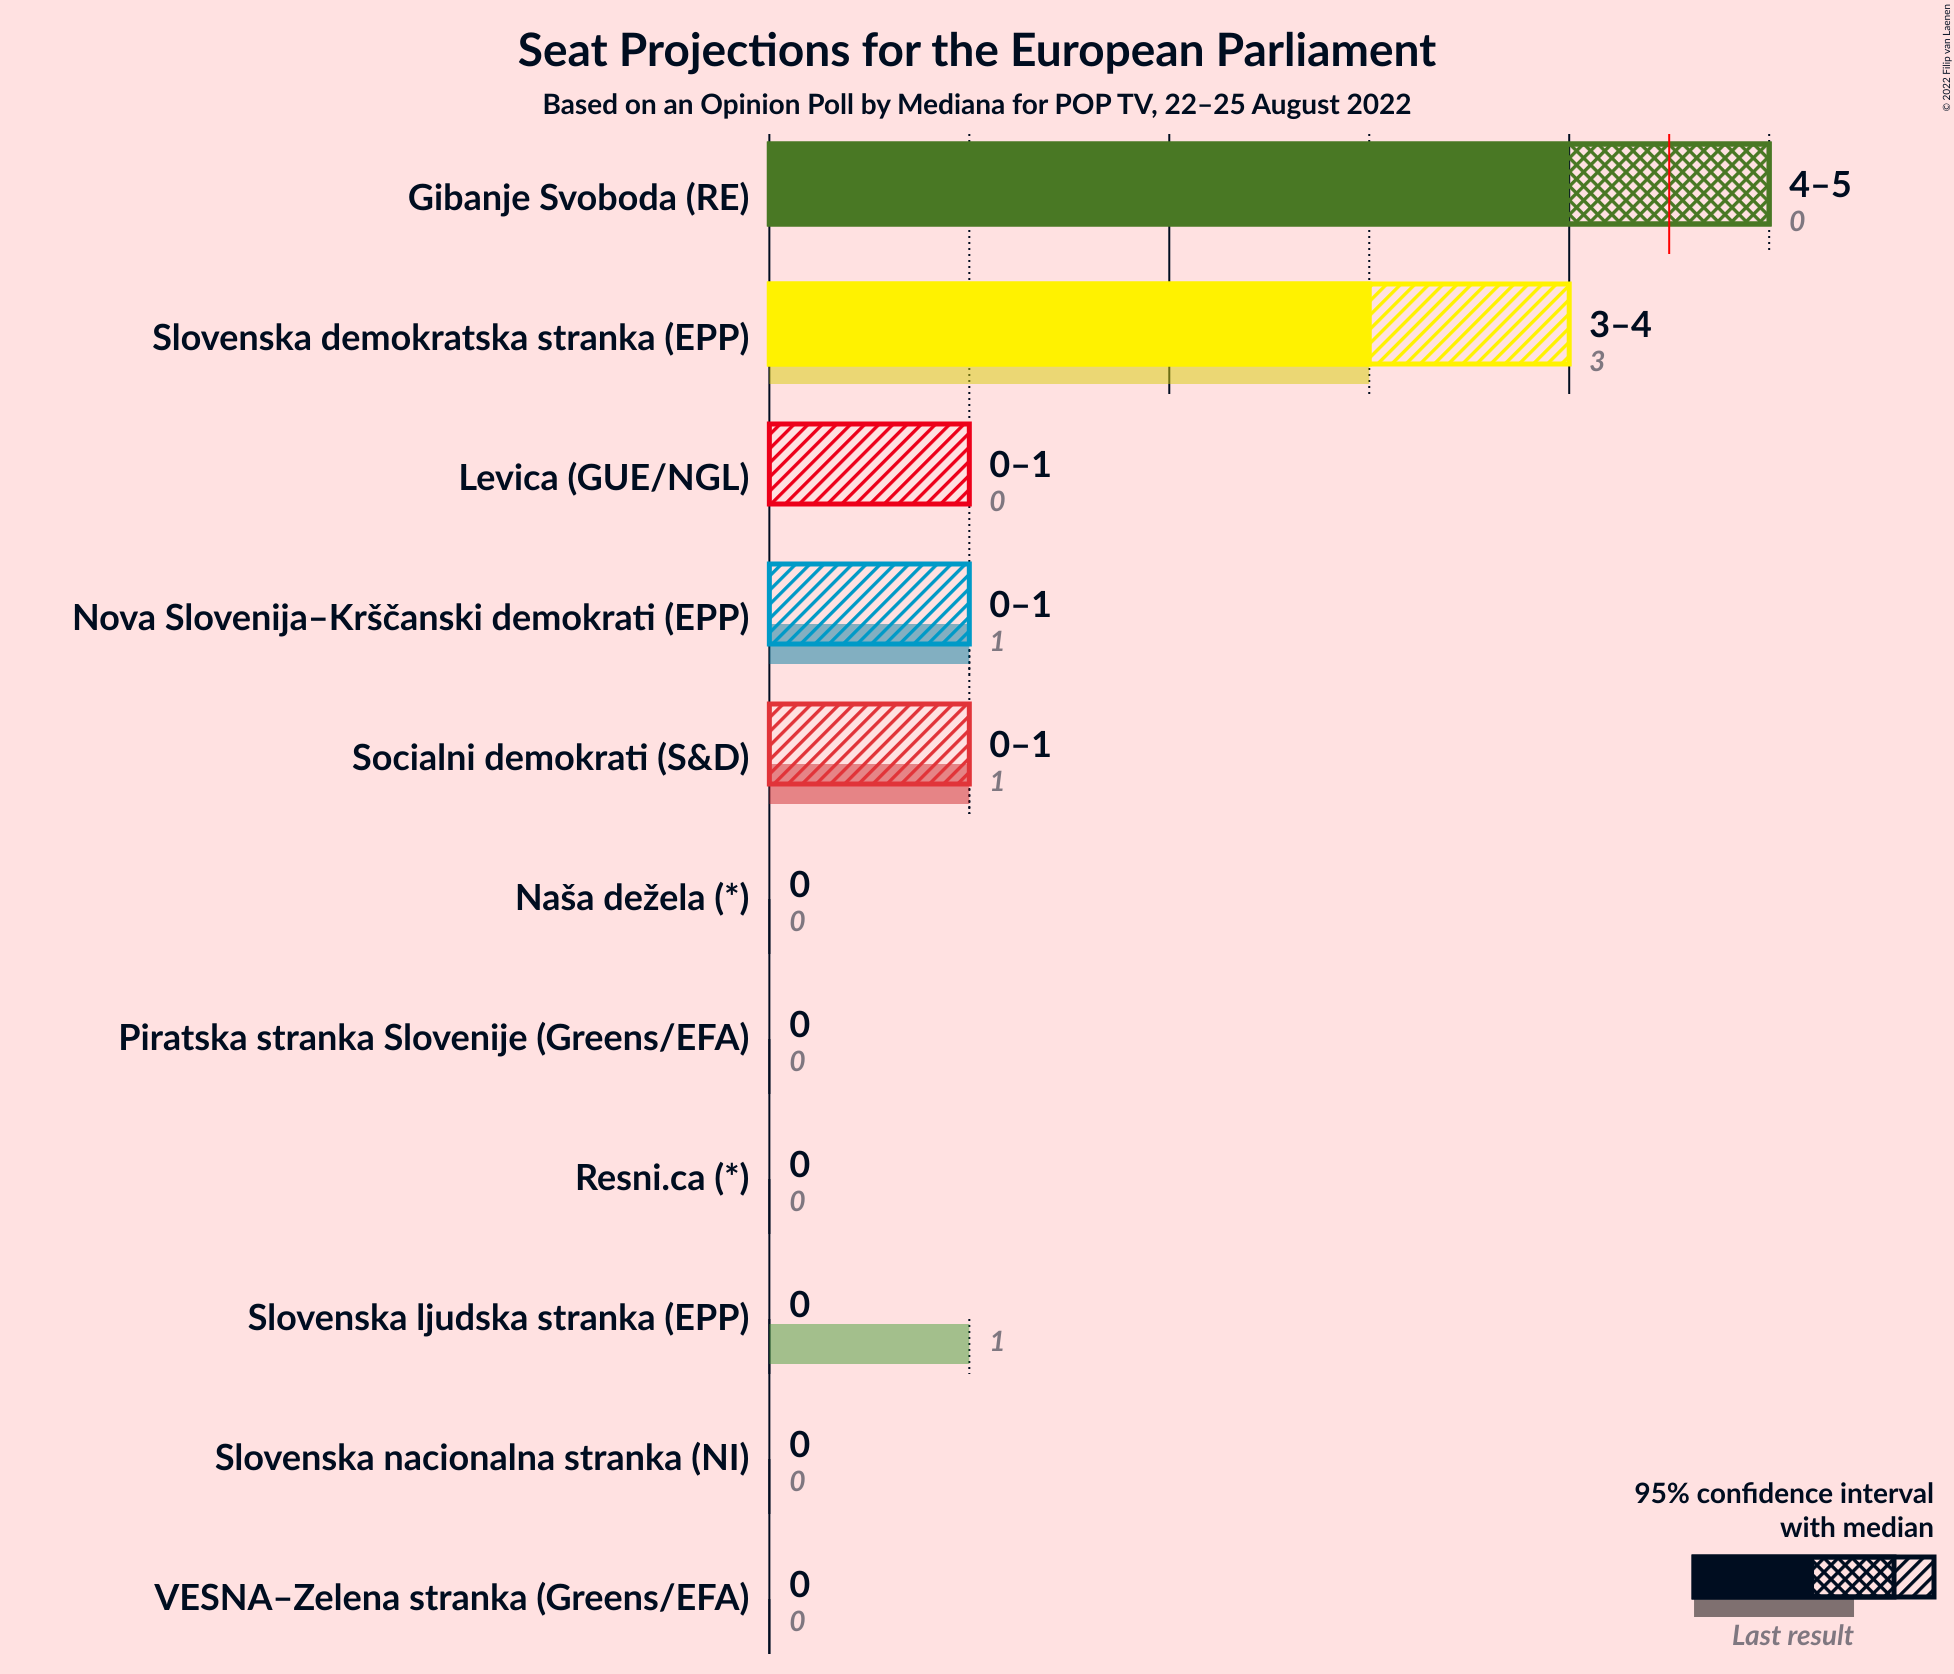 Seat Projections for the European Parliament
Based on an Opinion Poll by Mediana for POP TV, 22–25 August 2022
© 2022 Filip van Laenen
Gibanje Svoboda (RE)
4–5
0
Slovenska demokratska stranka (EPP)
3–4
3
Levica (GUE/NGL)
0–1
0
Nova Slovenija–Krščanski demokrati (EPP)
0–1
1
Socialni demokrati (S&D)
0–1
1
Naša dežela (*)
0
0
Piratska stranka Slovenije (Greens/EFA)
0
0
Resni.ca (*)
0
0
Slovenska ljudska stranka (EPP)
0
1
Slovenska nacionalna stranka (NI)
0
0
VESNA–Zelena stranka (Greens/EFA)
0
0
95% confidence interval
with median
Last result